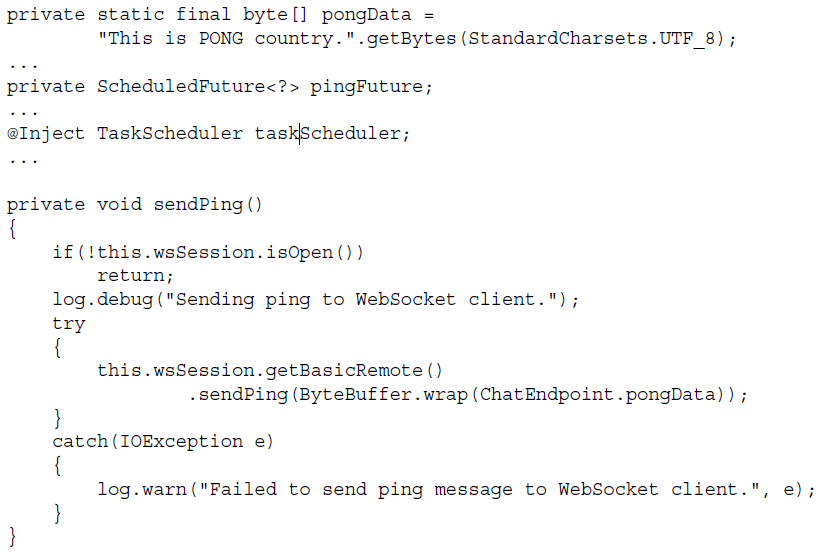 private static final byte[] pongData =
        "This is PONG country.".getBytes(StandardCharsets.UTF_8);
...
private ScheduledFuture<?> pingFuture;
...
@Inject TaskScheduler taskScheduler;
...

private void sendPing()
{
    if(!this.wsSession.isOpen())
        return;
    log.debug("Sending ping to WebSocket client.");
    try
    {
        this.wsSession.getBasicRemote()
                .sendPing(ByteBuffer.wrap(ChatEndpoint.pongData));
    }
    catch(IOException e)
    {
        log.warn("Failed to send ping message to WebSocket client.", e);
    }
}